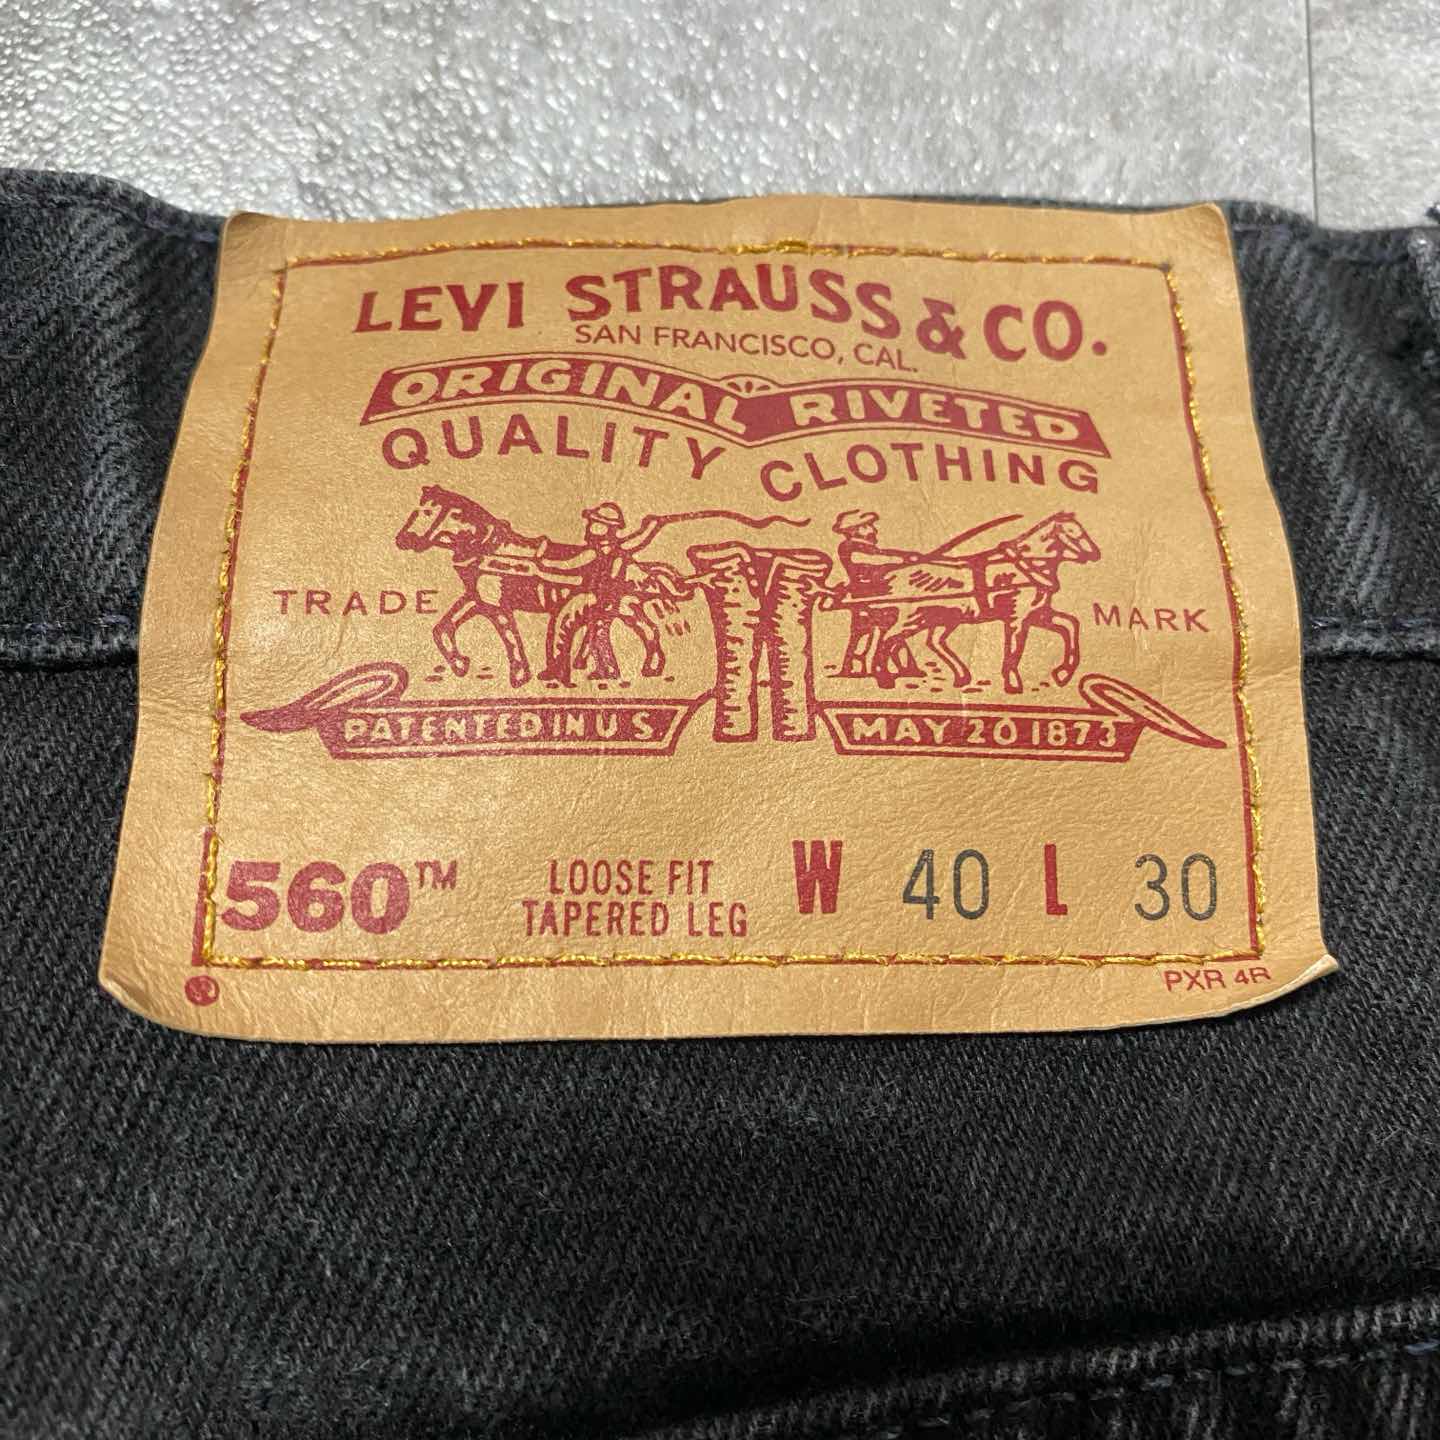 LEVI STRAUSS & CO.
SAN FRANCISCO, CAL.
ORIGINAL RIVETED
QUALITY CLOTHING
TRADE MARK
PATENTED IN U S MAY 20 1873
560™ LOOSE FIT TAPERED LEG W 40 L 30
PXR 4R